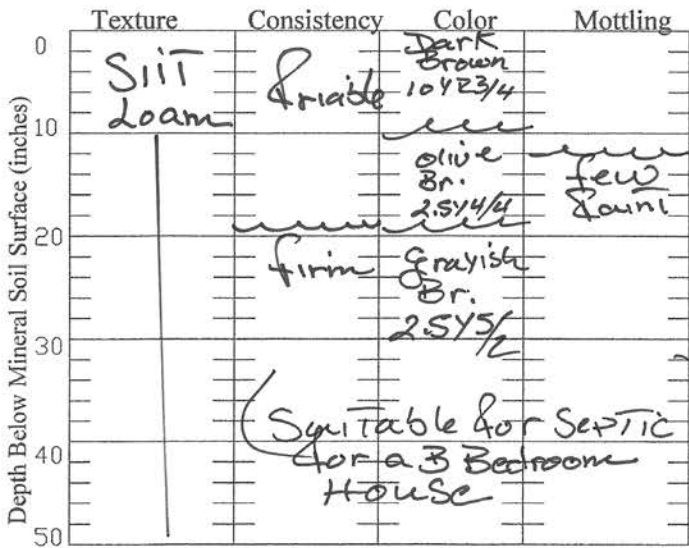 Texture Consistency Color Mottling
Depth Below Mineral Soil Surface (inches)
0
10
20
30
40
50
Silt
Loam
friable
firm
Dark
Brown
10YR3/4
Olive
Br.
2.5Y4/4
Grayish
Br.
2.5Y5/2
few
faint
Suitable for Septic
for a 3 Bedroom
House